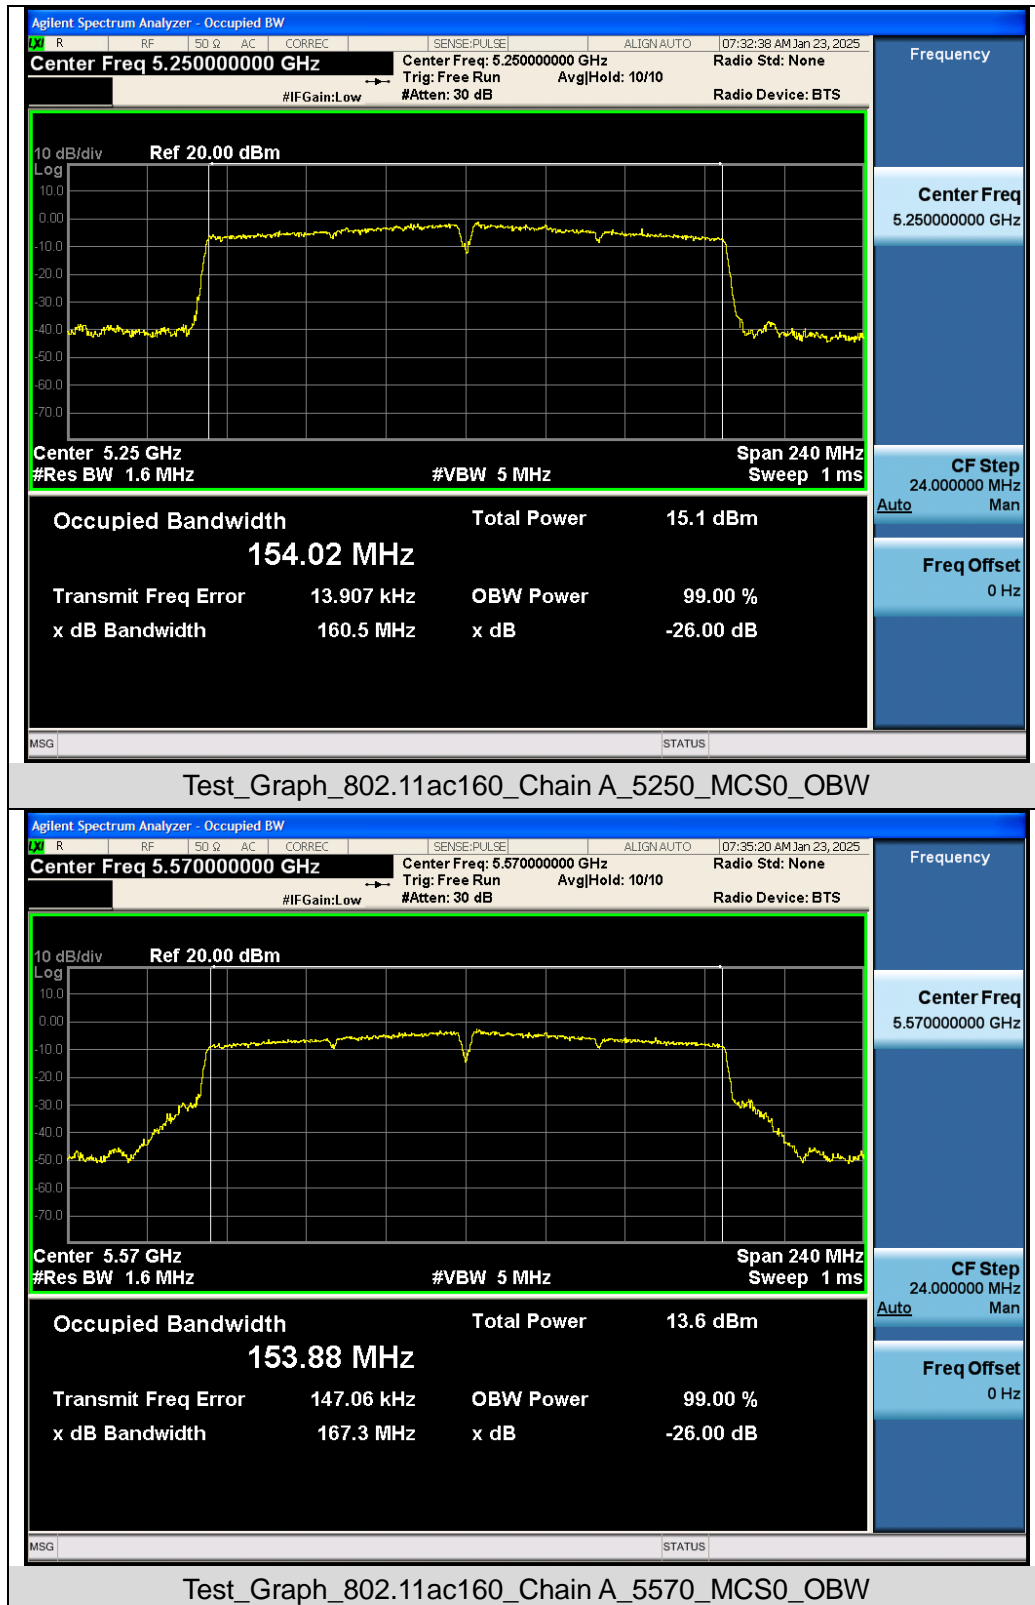 Agilent Spectrum Analyzer - Occupied BW
LXI R RF 50 Ω AC CORREC SENSE:PULSE ALIGN AUTO 07:32:38 AM Jan 23, 2025
Center Freq 5.250000000 GHz Center Freq: 5.250000000 GHz Radio Std: None
Trig: Free Run Avg|Hold: 10/10
#IFGain:Low #Atten: 30 dB Radio Device: BTS
Frequency
10 dB/div Ref 20.00 dBm
Log
10.0
0.00
-10.0
-20.0
-30.0
-40.0
-50.0
-60.0
-70.0
Center 5.25 GHz Span 240 MHz
#Res BW 1.6 MHz #VBW 5 MHz Sweep 1 ms
Center Freq
5.250000000 GHz
CF Step
24.000000 MHz
Auto Man
Freq Offset
0 Hz
Occupied Bandwidth Total Power 15.1 dBm
154.02 MHz
Transmit Freq Error 13.907 kHz OBW Power 99.00 %
x dB Bandwidth 160.5 MHz x dB -26.00 dB
MSG STATUS
Test_Graph_802.11ac160_Chain A_5250_MCS0_OBW
Agilent Spectrum Analyzer - Occupied BW
LXI R RF 50 Ω AC CORREC SENSE:PULSE ALIGN AUTO 07:35:20 AM Jan 23, 2025
Center Freq 5.570000000 GHz Center Freq: 5.570000000 GHz Radio Std: None
Trig: Free Run Avg|Hold: 10/10
#IFGain:Low #Atten: 30 dB Radio Device: BTS
Frequency
10 dB/div Ref 20.00 dBm
Log
10.0
0.00
-10.0
-20.0
-30.0
-40.0
-50.0
-60.0
-70.0
Center 5.57 GHz Span 240 MHz
#Res BW 1.6 MHz #VBW 5 MHz Sweep 1 ms
Center Freq
5.570000000 GHz
CF Step
24.000000 MHz
Auto Man
Freq Offset
0 Hz
Occupied Bandwidth Total Power 13.6 dBm
153.88 MHz
Transmit Freq Error 147.06 kHz OBW Power 99.00 %
x dB Bandwidth 167.3 MHz x dB -26.00 dB
MSG STATUS
Test_Graph_802.11ac160_Chain A_5570_MCS0_OBW